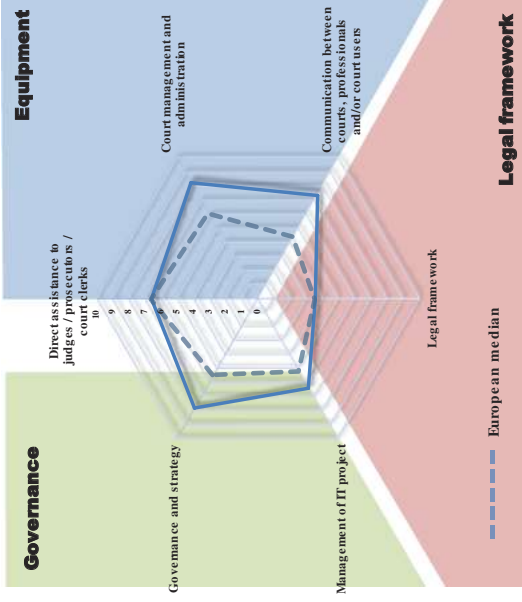 Governance
Equipment
Direct assistance to
judges / prosecutors /
court clerks
Court management and
administration
Communication between
courts, professionals
and/or court users
Legal framework
Management of IT project
Governance and strategy
10
9
8
7
6
5
4
3
2
1
0
Legal framework
European median